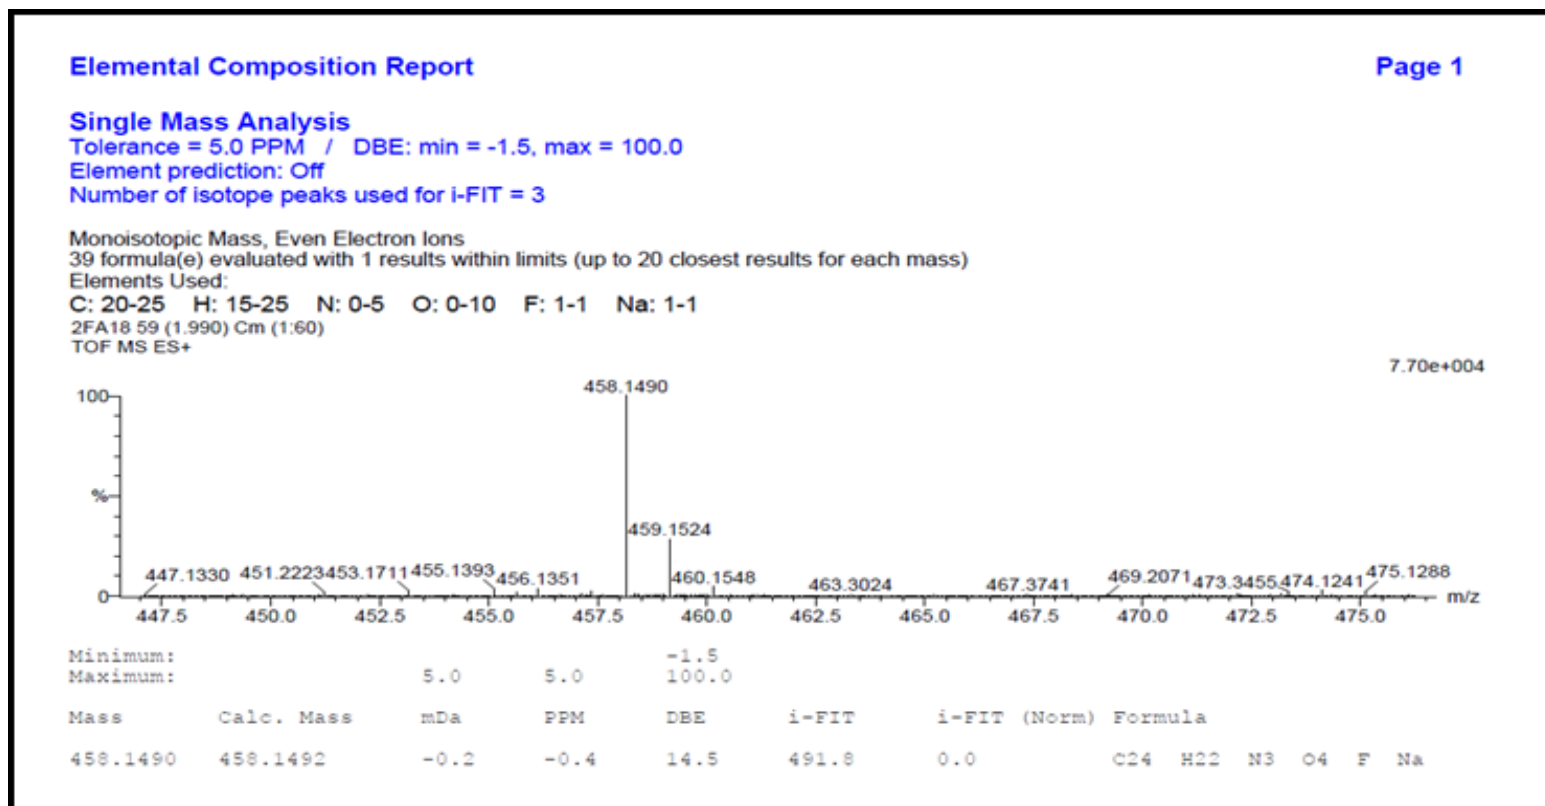 Elemental Composition Report Page 1
Single Mass Analysis
Tolerance = 5.0 PPM / DBE: min = -1.5, max = 100.0
Element prediction: Off
Number of isotope peaks used for i-FIT = 3
Monoisotopic Mass, Even Electron Ions
39 formula(e) evaluated with 1 results within limits (up to 20 closest results for each mass)
Elements Used:
C: 20-25 H: 15-25 N: 0-5 O: 0-10 F: 1-1 Na: 1-1
2FA18 59 (1.990) Cm (1:60)
TOF MS ES+
7.70e+004
100
458.1490
%
459.1524
447.1330 451.2223 453.1711 455.1393 456.1351 460.1548 463.3024 467.3741 469.2071 473.3455 474.1241 475.1288
0
m/z
447.5 450.0 452.5 455.0 457.5 460.0 462.5 465.0 467.5 470.0 472.5 475.0
Minimum: -1.5
Maximum: 5.0 5.0 100.0
Mass Calc. Mass mDa PPM DBE i-FIT i-FIT (Norm) Formula
458.1490 458.1492 -0.2 -0.4 14.5 491.8 0.0 C24 H22 N3 O4 F Na